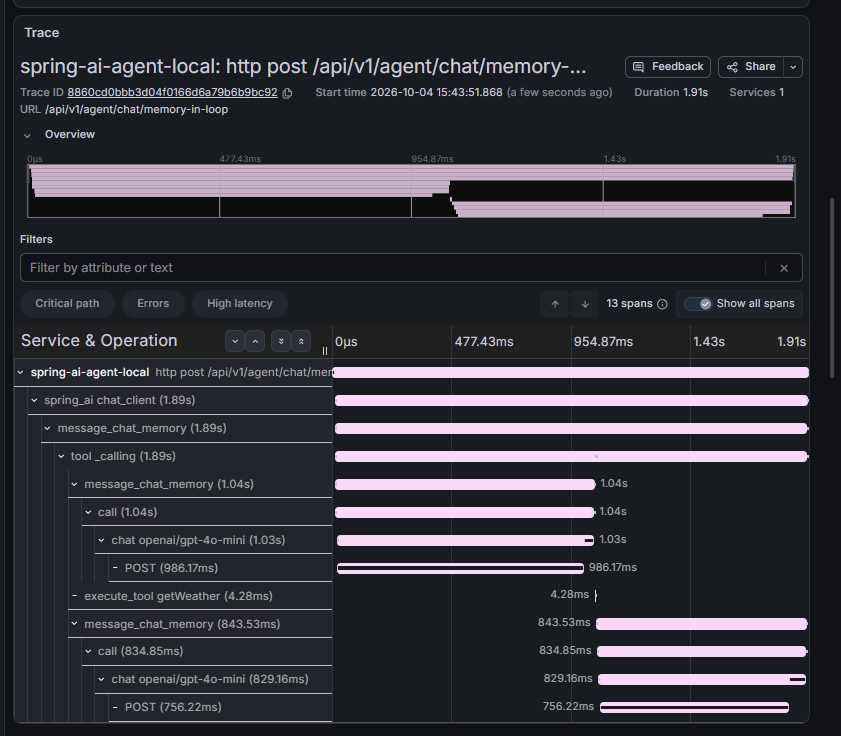 Trace
spring-ai-agent-local: http post /api/v1/agent/chat/memory-...
Feedback
Share
Trace ID 8860cd0bbb3d04f0166d6a79b6b9bc92 Start time 2026-10-04 15:43:51.868 (a few seconds ago) Duration 1.91s Services 1
URL /api/v1/agent/chat/memory-in-loop
Overview
0μs 477.43ms 954.87ms 1.43s 1.91s
Filters
Filter by attribute or text
Critical path Errors High latency 13 spans Show all spans
Service & Operation 0μs 477.43ms 954.87ms 1.43s 1.91s
spring-ai-agent-local http post /api/v1/agent/chat/mem
spring_ai chat_client (1.89s)
message_chat_memory (1.89s)
tool _calling (1.89s)
message_chat_memory (1.04s) 1.04s
call (1.04s) 1.04s
chat openai/gpt-4o-mini (1.03s) 1.03s
POST (986.17ms) 986.17ms
execute_tool getWeather (4.28ms) 4.28ms
message_chat_memory (843.53ms) 843.53ms
call (834.85ms) 834.85ms
chat openai/gpt-4o-mini (829.16ms) 829.16ms
POST (756.22ms) 756.22ms